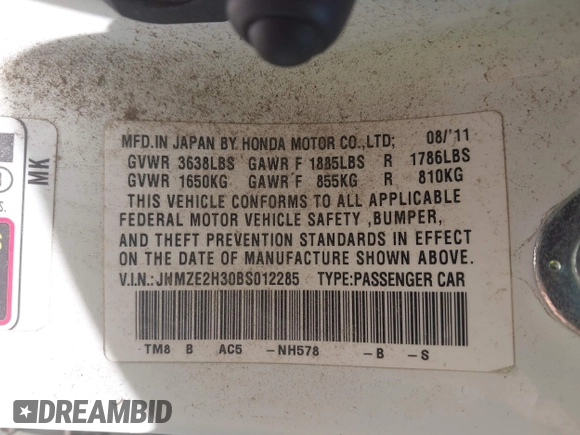 MFD.IN JAPAN BY HONDA MOTOR CO.,LTD; 08/'11
GVWR 3638LBS GAWR F 1885LBS R 1786LBS
GVWR 1650KG GAWR F 855KG R 810KG
THIS VEHICLE CONFORMS TO ALL APPLICABLE
FEDERAL MOTOR VEHICLE SAFETY ,BUMPER,
AND THEFT PREVENTION STANDARDS IN EFFECT
ON THE DATE OF MANUFACTURE SHOWN ABOVE.
V.I.N.: JHMZE2H30BS012285 TYPE:PASSENGER CAR
TM8 B AC5 -NH578 -B -S
MK
S.
DREAMBID